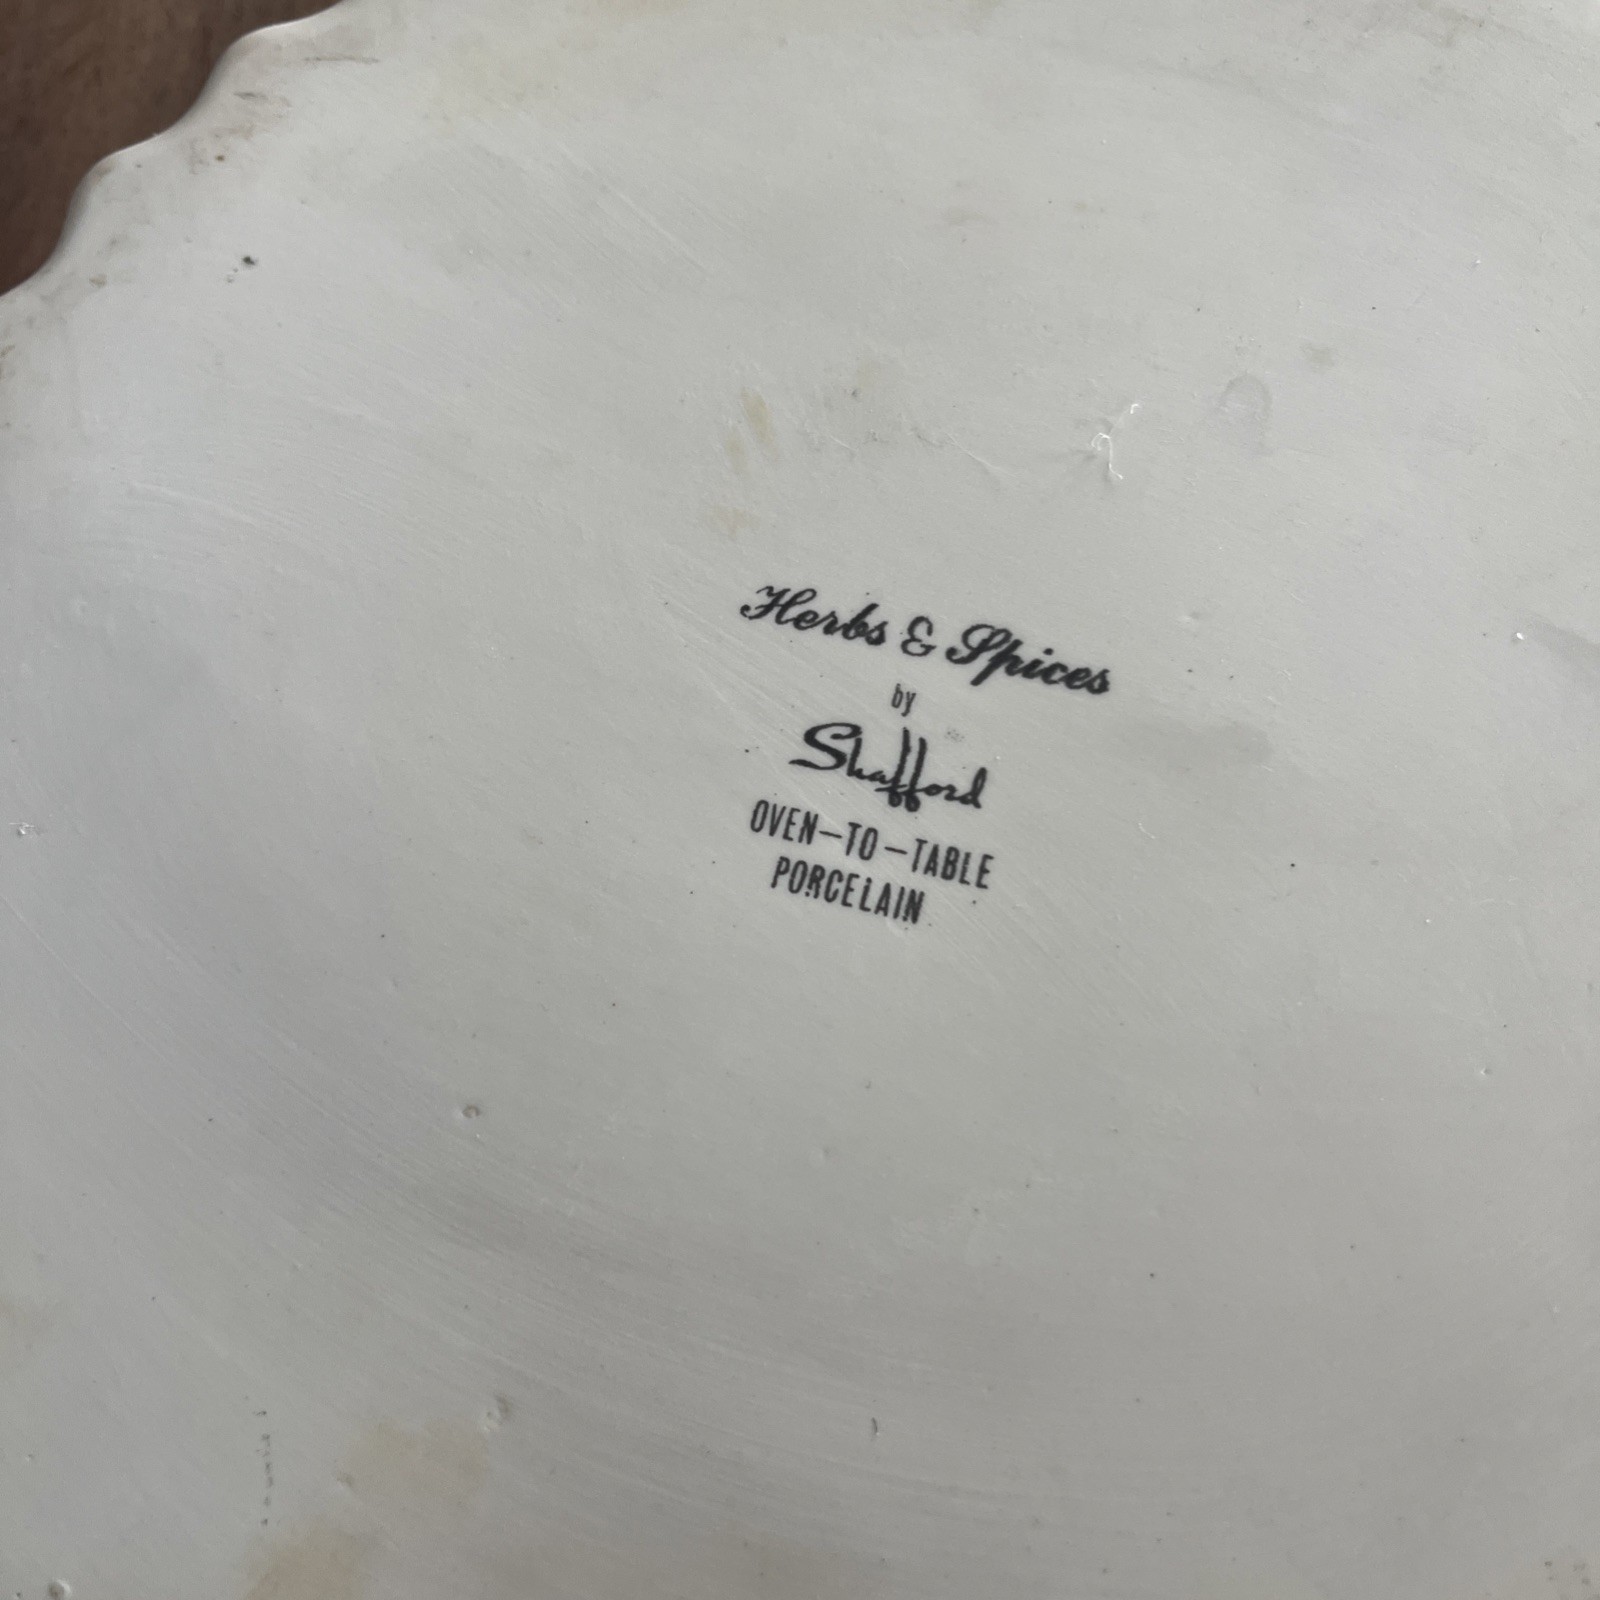 Herbs & Spices
by
Shafford
OVEN-TO-TABLE
PORCELAIN